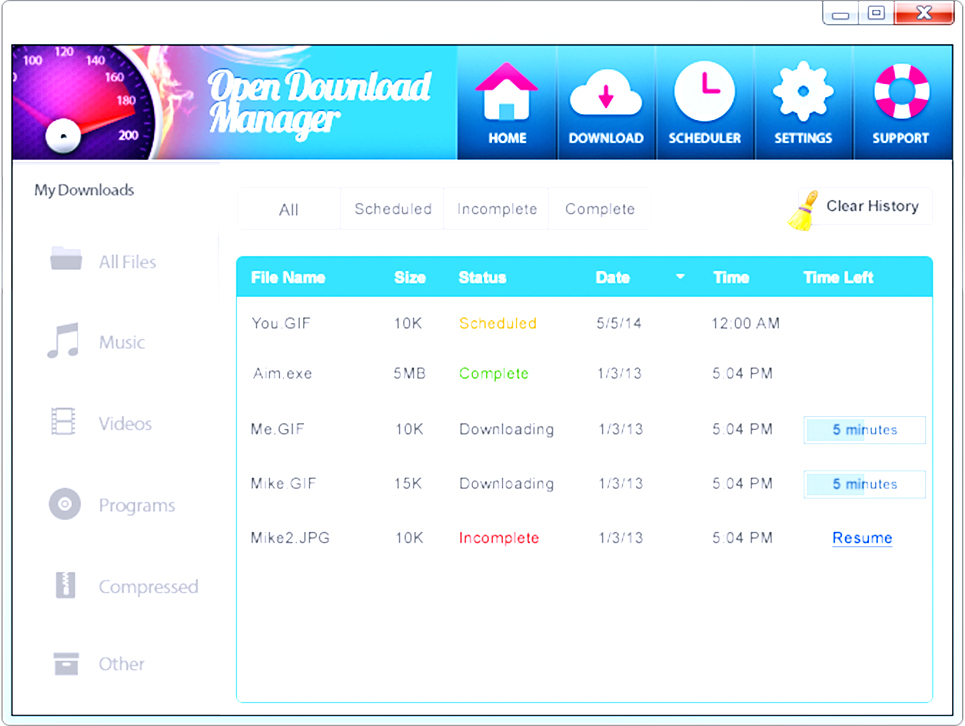 100 120 140 160 180 200
Open Download
Manager
HOME DOWNLOAD SCHEDULER SETTINGS SUPPORT
My Downloads
All Files
Music
Videos
Programs
Compressed
Other
All Scheduled Incomplete Complete
Clear History
File Name Size Status Date Time Time Left
You.GIF 10K Scheduled 5/5/14 12:00 AM
Aim.exe 5MB Complete 1/3/13 5:04 PM
Me.GIF 10K Downloading 1/3/13 5:04 PM 5 minutes
Mike.GIF 15K Downloading 1/3/13 5:04 PM 5 minutes
Mike2.JPG 10K Incomplete 1/3/13 5:04 PM Resume